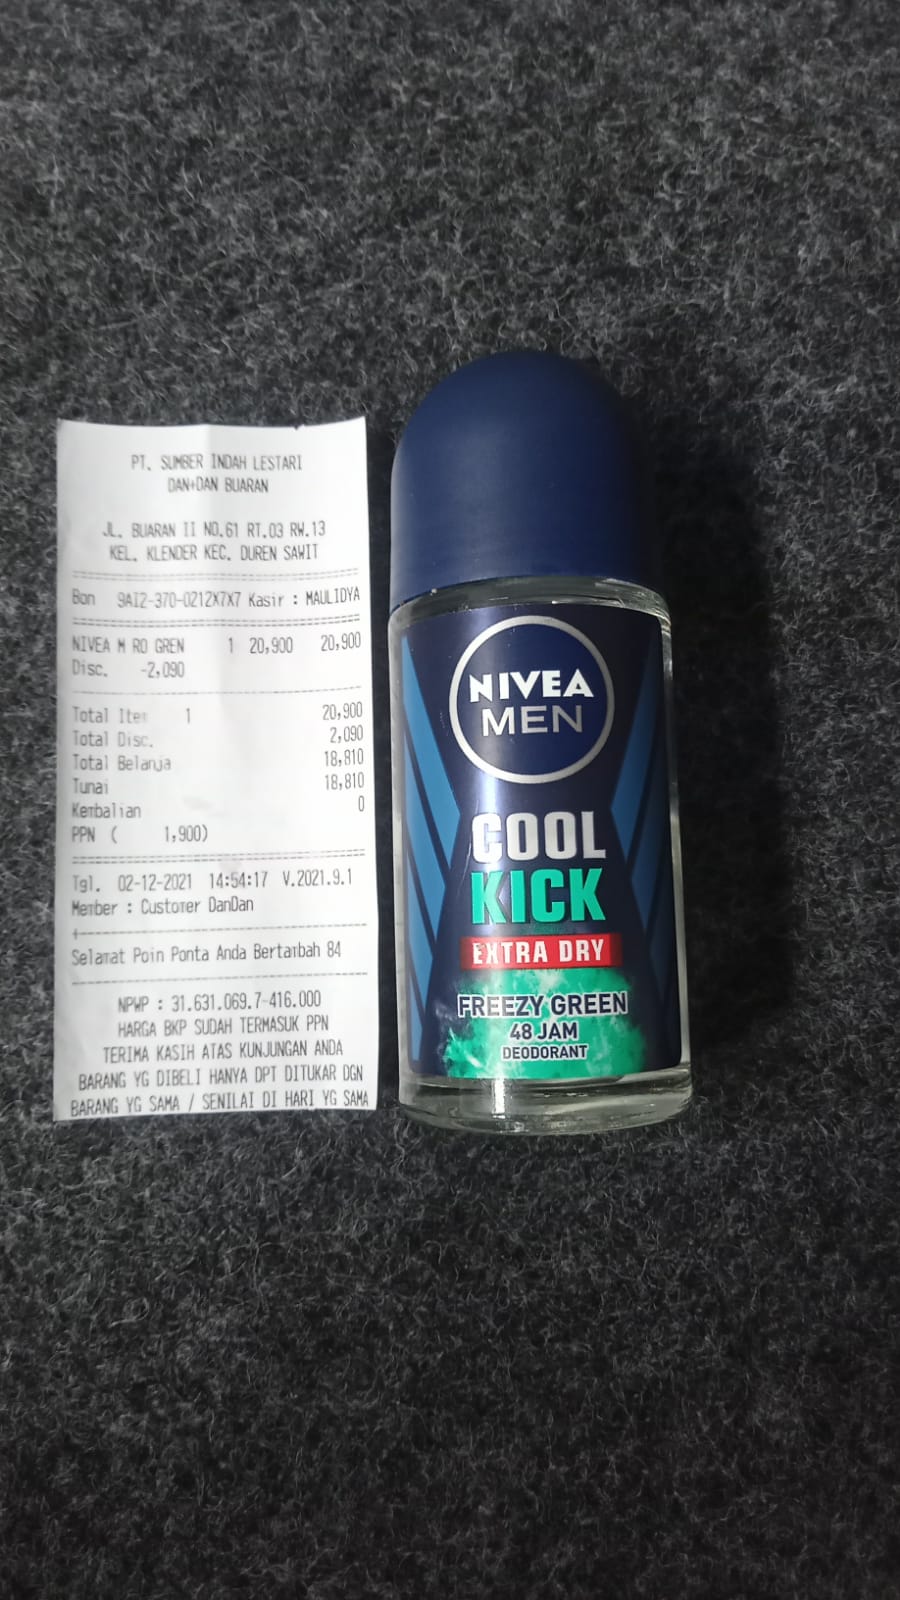 PT. SUMBER INDAH LESTARI
DAN+DAN BUARAN
JL. BUARAN II NO.61 RT.03 RW.13
KEL. KLENDER KEC. DUREN SAWIT
Bon 9AI2-370-0212X7X7 Kasir : MAULIDYA
NIVEA M RO GREN 1 20,900 20,900
Disc. -2,090
Total Item 1 20,900
Total Disc. 2,090
Total Belanja 18,810
Tunai 18,810
Kembalian 0
PPN ( 1,900)
Tgl. 02-12-2021 14:54:17 V.2021.9.1
Member : Customer DanDan
Selamat Poin Ponta Anda Bertambah 84
NPWP : 31.631.069.7-416.000
HARGA BKP SUDAH TERMASUK PPN
TERIMA KASIH ATAS KUNJUNGAN ANDA
BARANG YG DIBELI HANYA DPT DITUKAR DGN
BARANG YG SAMA / SENILAI DI HARI YG SAMA
NIVEA
MEN
COOL
KICK
EXTRA DRY
FREEZY GREEN
48 JAM
DEODORANT